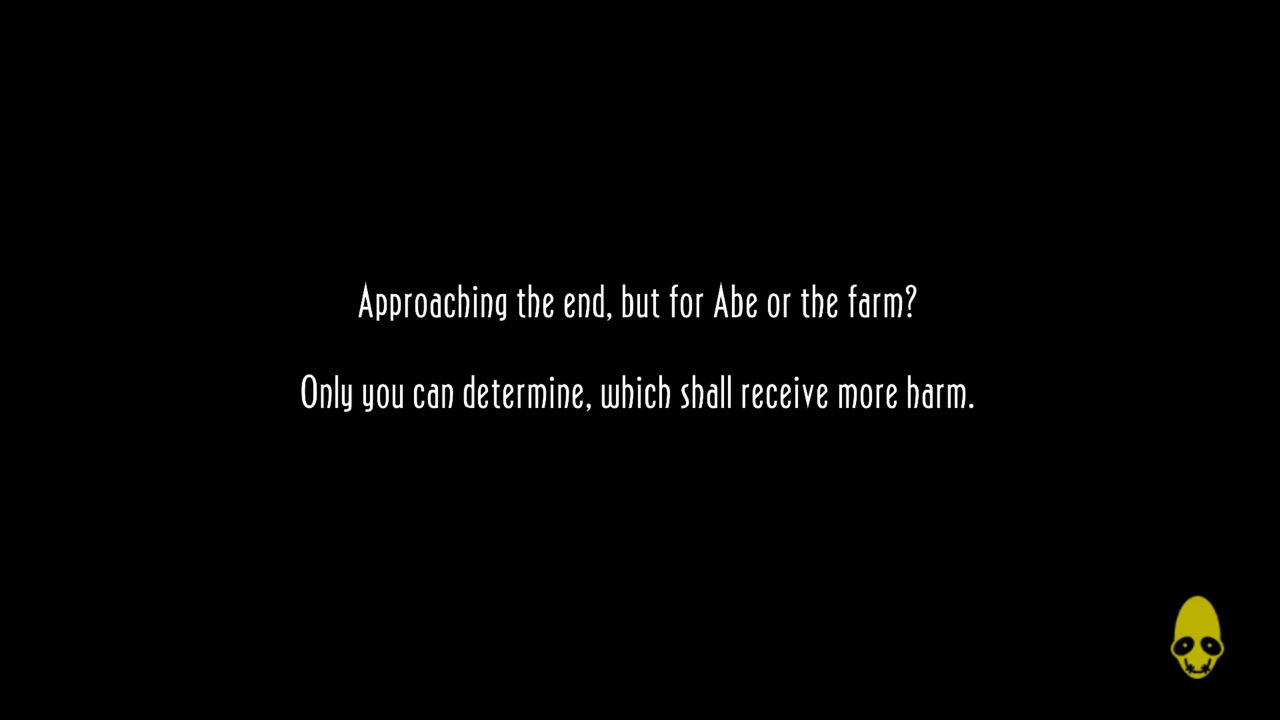 Approaching the end, but for Abe or the farm?
Only you can determine, which shall receive more harm.